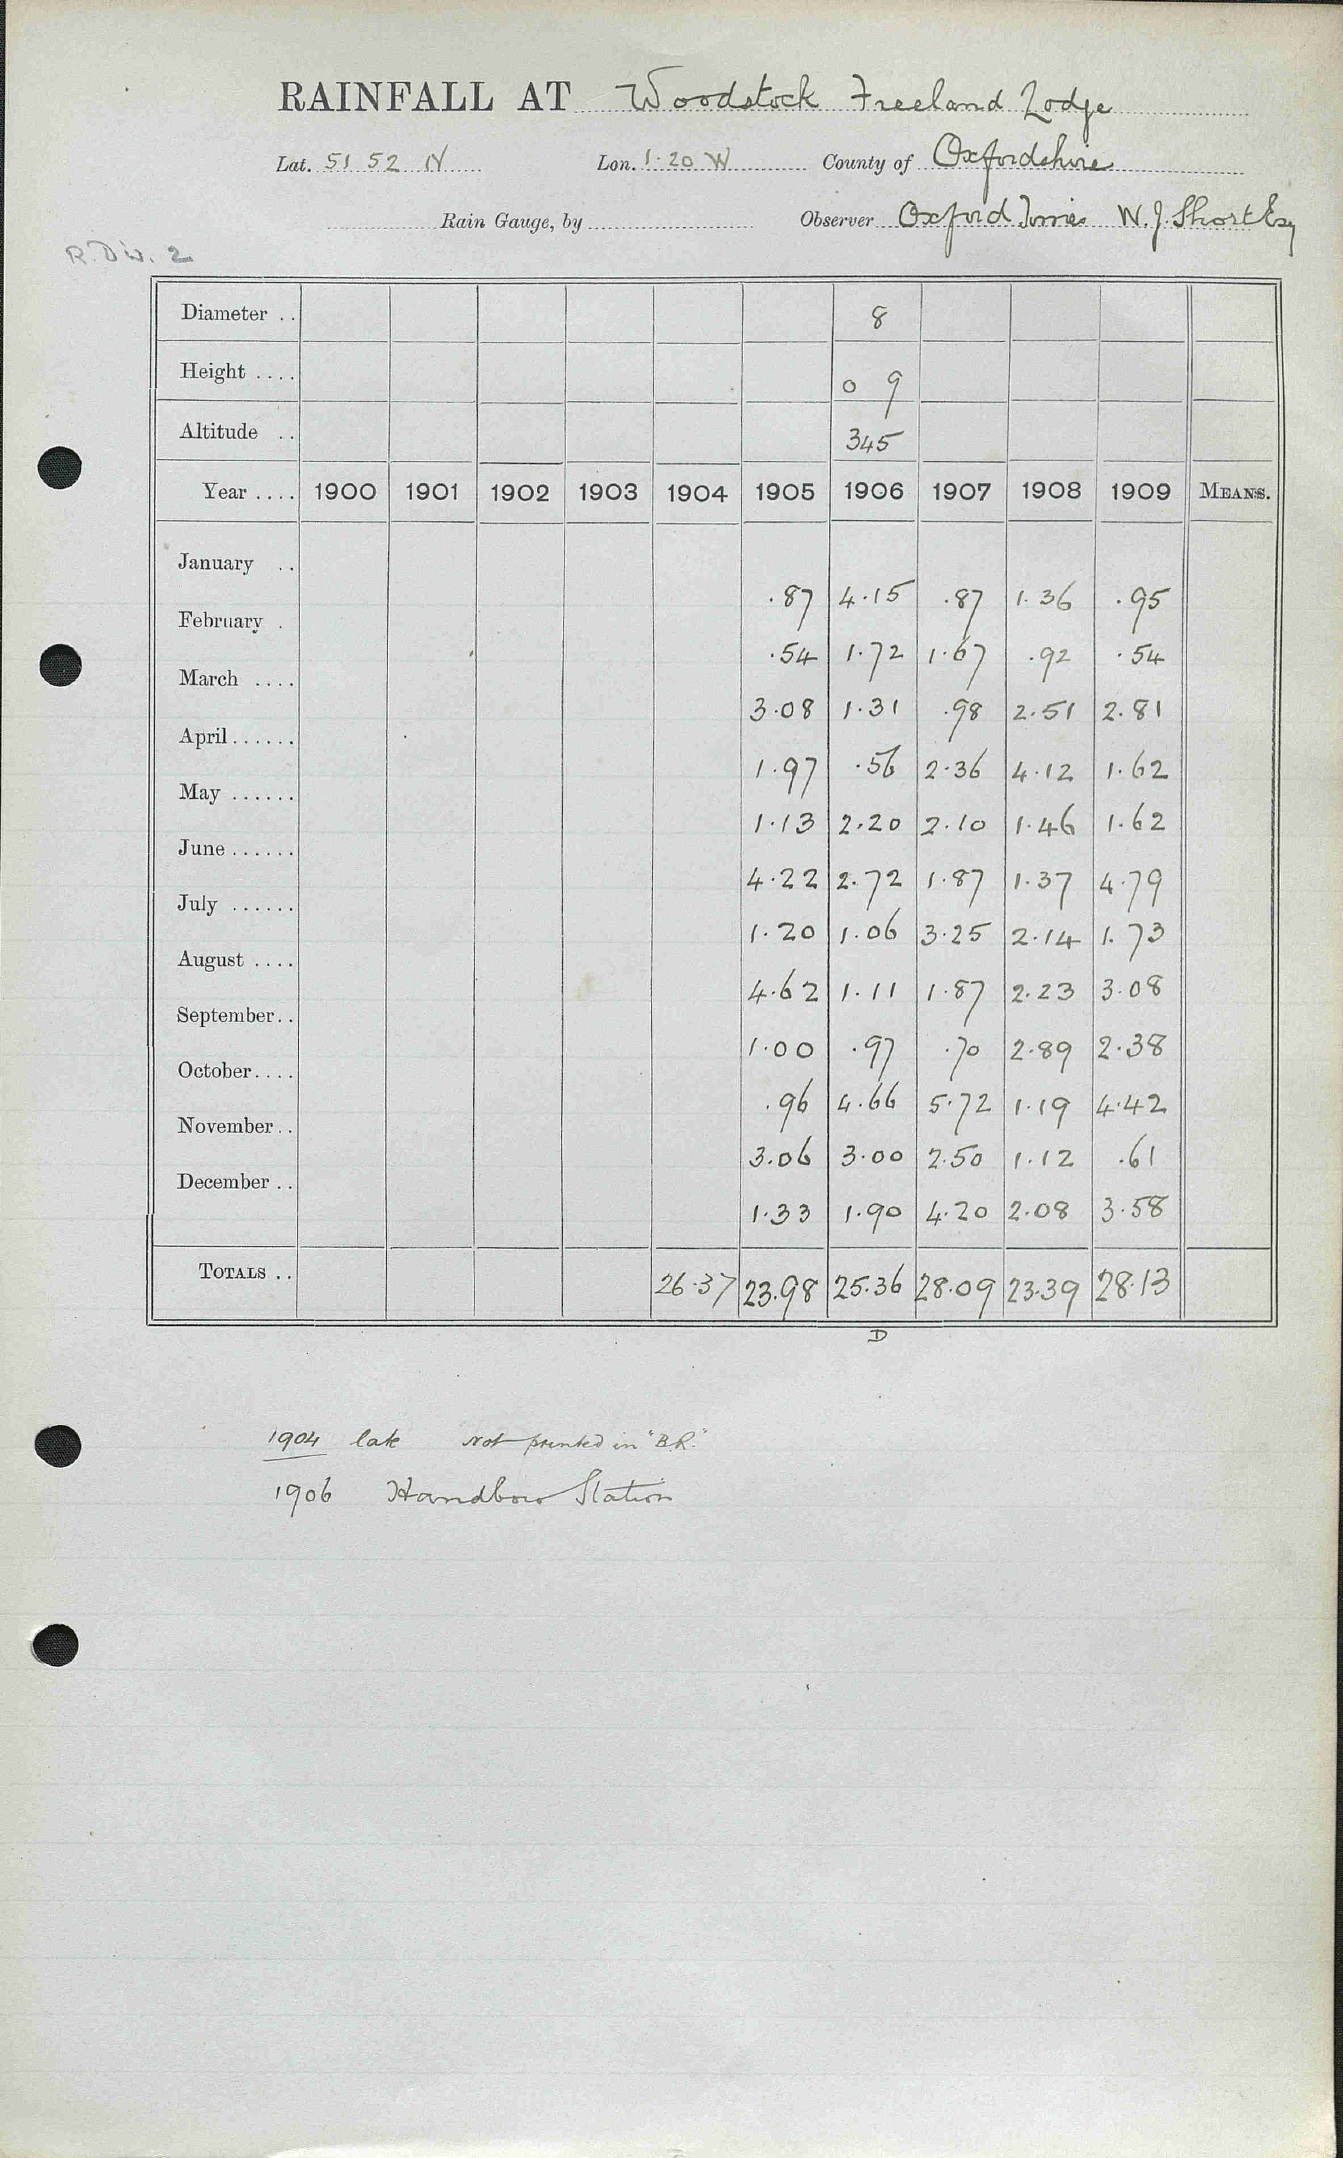 RAINFALL AT Woodstock Freeland Lodge
Lat. 51 52 N Lon. 1·20 W County of Oxfordshire
Rain Gauge, by Observer Oxford Times W. J. Short Esq
R. Div. 2
Diameter .. 8
Height .... 0 9
Altitude .. 345
Year .... 1900 1901 1902 1903 1904 1905 1906 1907 1908 1909 MEANS.
January .. ·87 4·15 ·87 1·36 ·95
February . ·54 1·72 1·67 ·92 ·54
March .... 3·08 1·31 ·98 2·51 2·81
April ...... 1·97 ·56 2·36 4·12 1·62
May ...... 1·13 2·20 2·10 1·46 1·62
June ...... 4·22 2·72 1·87 1·37 4·79
July ...... 1·20 1·06 3·25 2·14 1·73
August .... 4·62 1·11 1·87 2·23 3·08
September .. 1·00 ·97 ·70 2·89 2·38
October .... ·96 4·66 5·72 1·19 4·42
November .. 3·06 3·00 2·50 1·12 ·61
December .. 1·33 1·90 4·20 2·08 3·58
TOTALS .. 26·37 23·98 25·36 28·09 23·39 28·13
D
1904 late Not printed in "B.R."
1906 Handboro Station